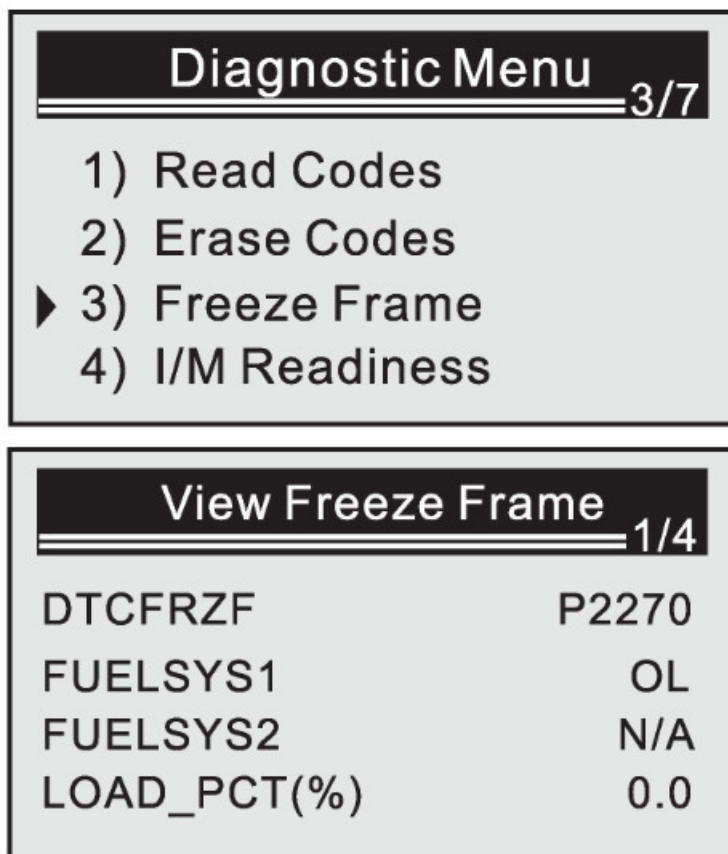 Diagnostic Menu
3/7
1) Read Codes
2) Erase Codes
3) Freeze Frame
4) I/M Readiness
View Freeze Frame
1/4
DTCFRZF P2270
FUELSYS1 OL
FUELSYS2 N/A
LOAD_PCT(%) 0.0